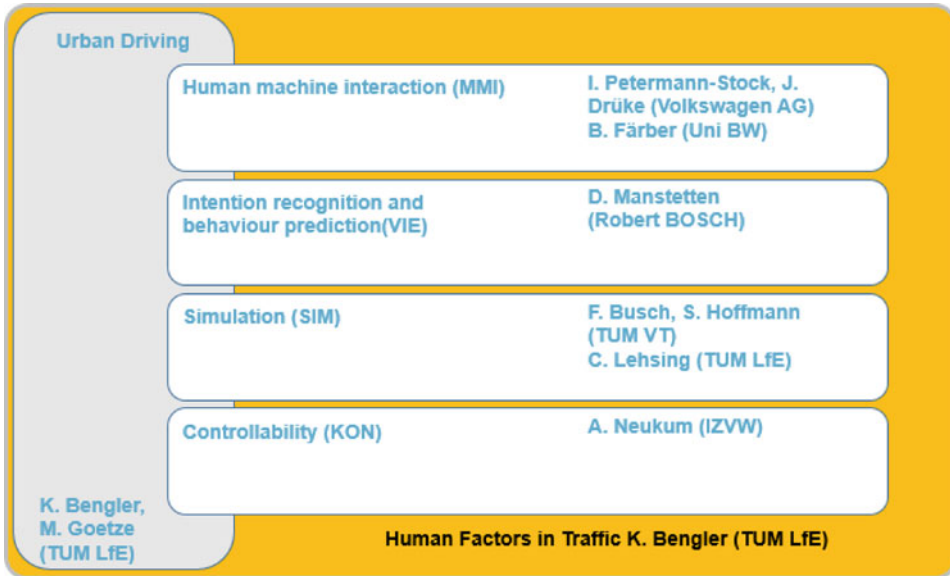 Urban Driving
Human machine interaction (MMI)
I. Petermann-Stock, J.
Drüke (Volkswagen AG)
B. Färber (Uni BW)
Intention recognition and
behaviour prediction(VIE)
D. Manstetten
(Robert BOSCH)
Simulation (SIM)
F. Busch, S. Hoffmann
(TUM VT)
C. Lehsing (TUM LfE)
Controllability (KON)
A. Neukum (IZVW)
K. Bengler,
M. Goetze
(TUM LfE)
Human Factors in Traffic K. Bengler (TUM LfE)